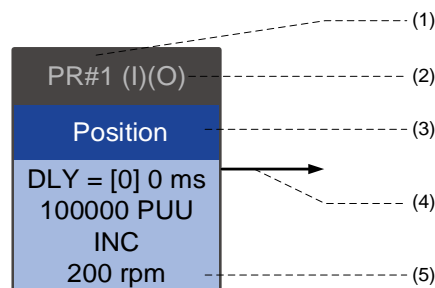 (1)
PR#1 (I)(O)
(2)
Position
(3)
DLY = [0] 0 ms
100000 PUU
(4)
INC
200 rpm
(5)